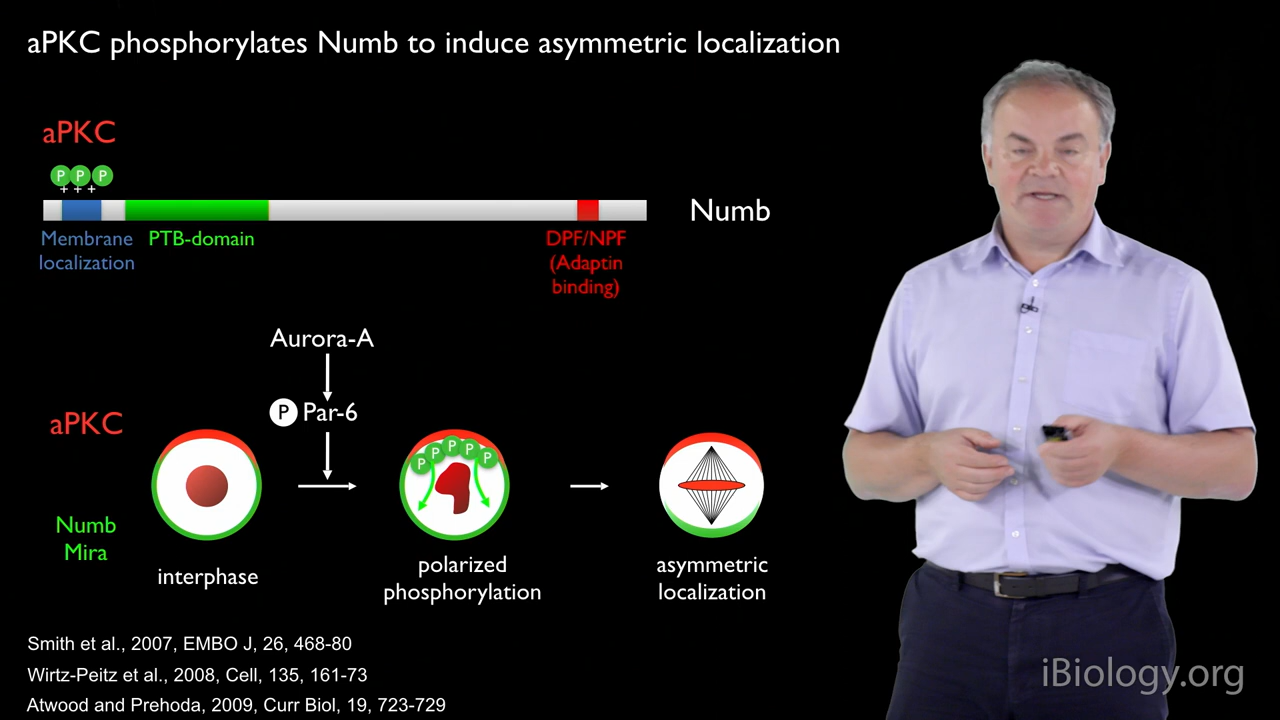 aPKC phosphorylates Numb to induce asymmetric localization
aPKC
P P P
+ + +
Numb
Membrane
localization
PTB-domain
DPF/NPF
(Adaptin
binding)
Aurora-A
P Par-6
aPKC
P P P P P
Numb
Mira
interphase
polarized
phosphorylation
asymmetric
localization
Smith et al., 2007, EMBO J, 26, 468-80
Wirtz-Peitz et al., 2008, Cell, 135, 161-73
Atwood and Prehoda, 2009, Curr Biol, 19, 723-729
iBiology.org